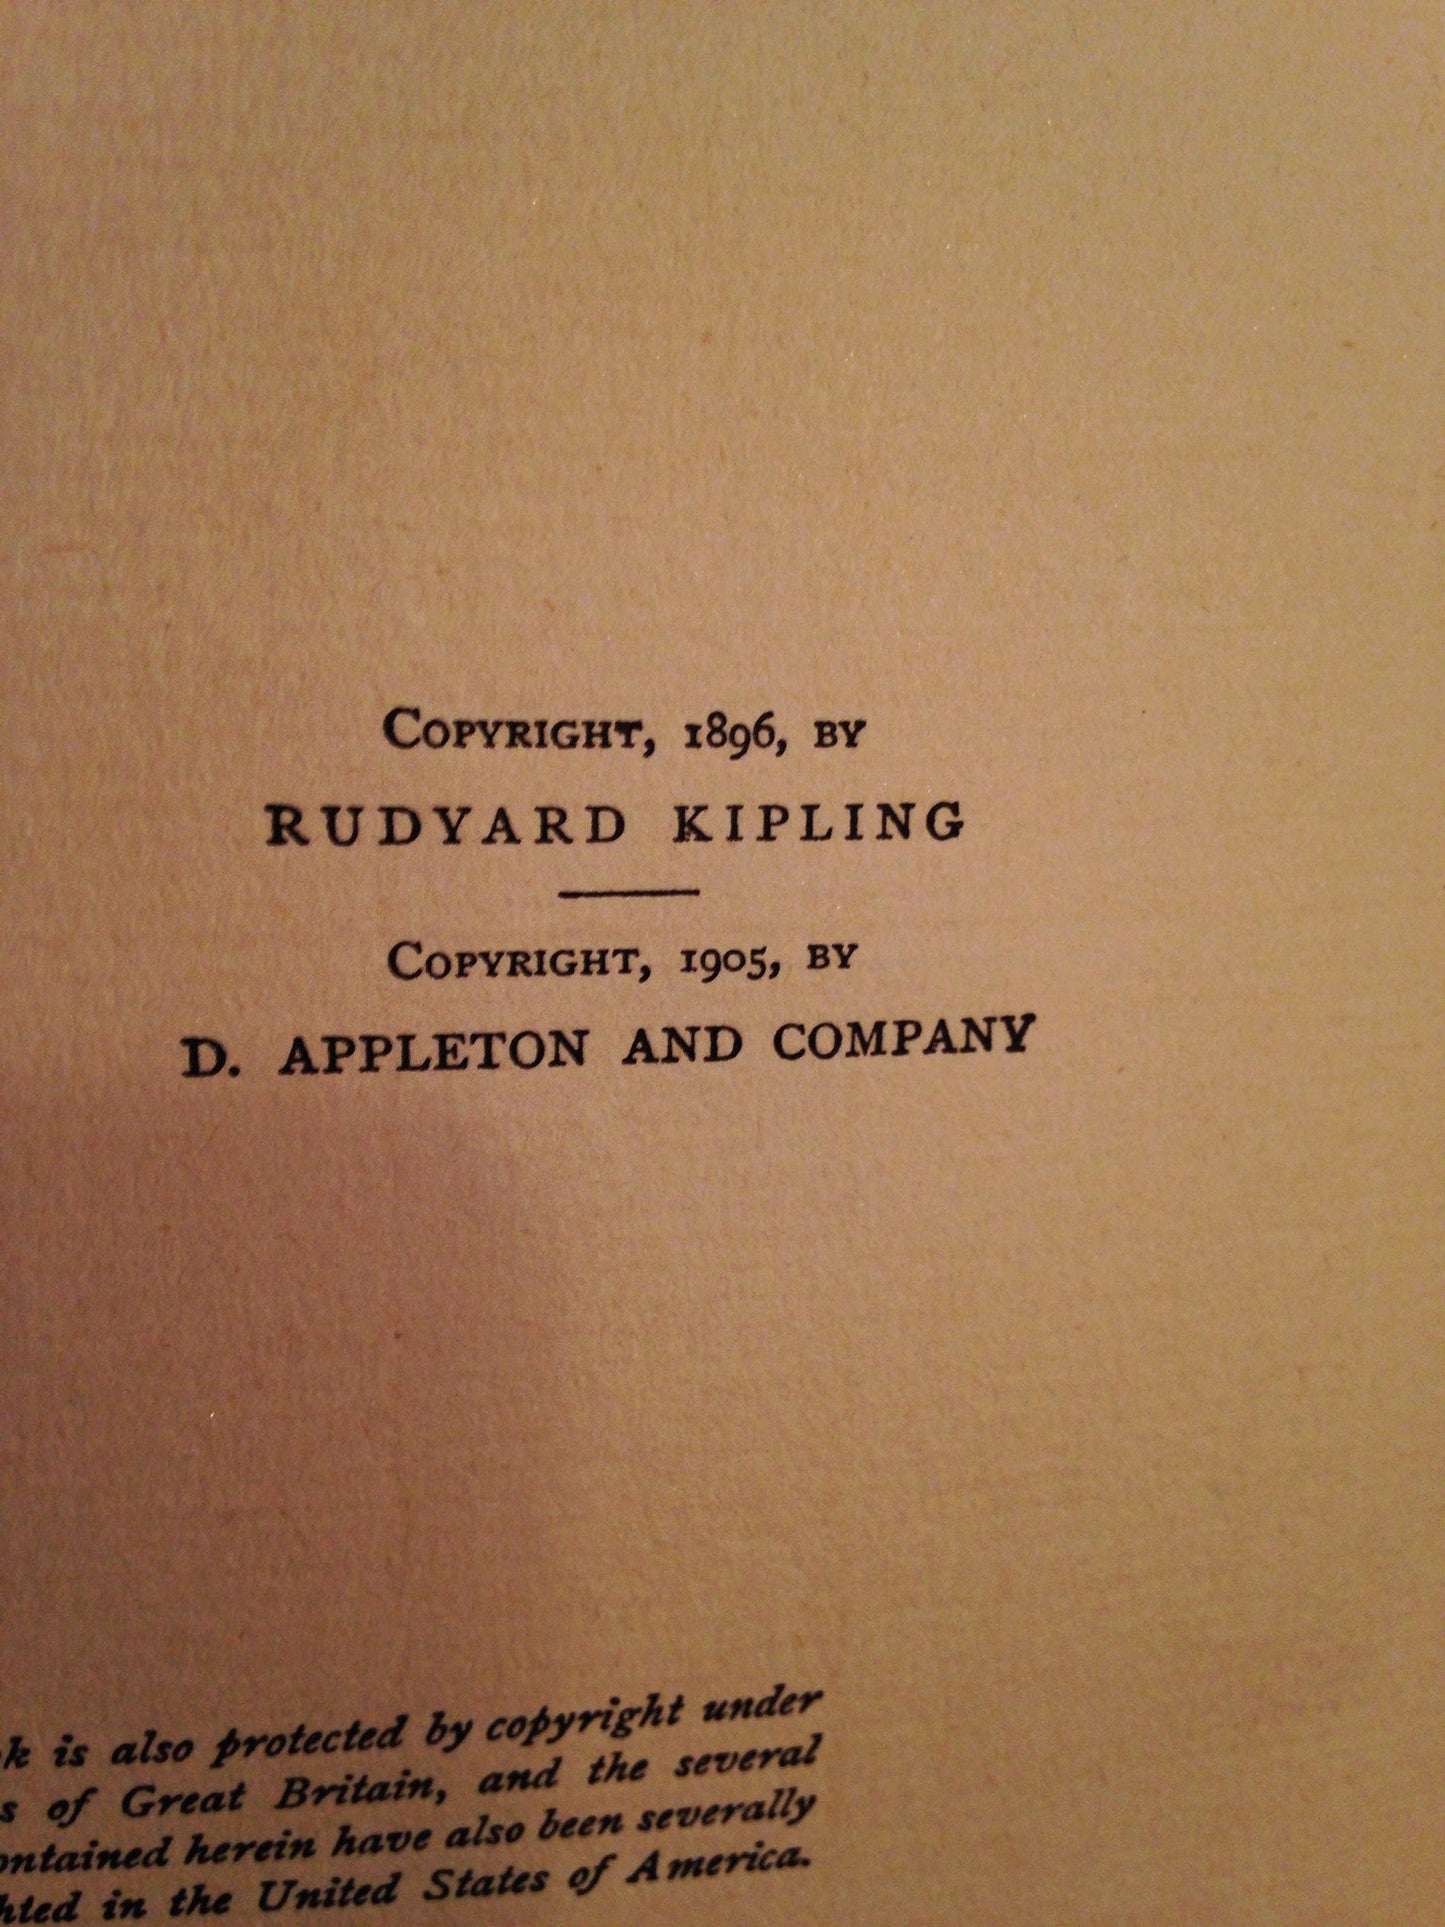 COPYRIGHT, 1896, BY
RUDYARD KIPLING
COPYRIGHT, 1905, BY
D. APPLETON AND COMPANY
is also protected by copyright under
of Great Britain, and the several
herein have also been severally
in the United States of America.